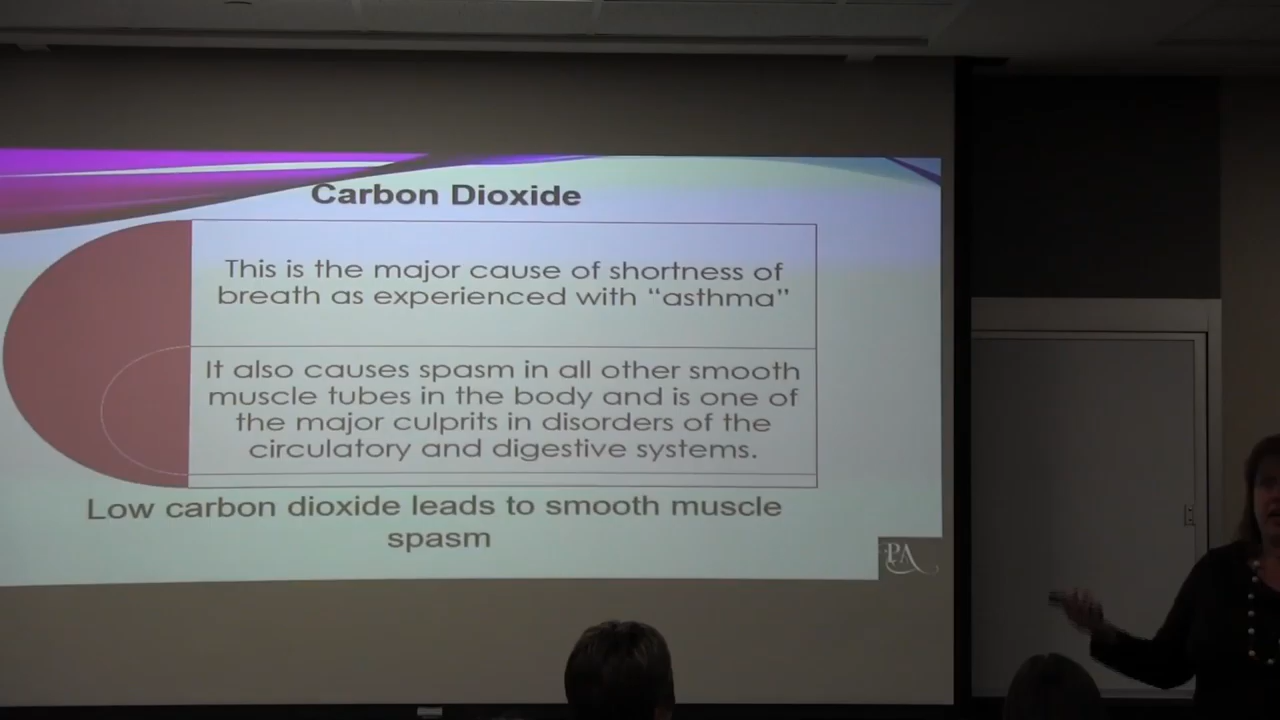 Carbon Dioxide
This is the major cause of shortness of
breath as experienced with “asthma”
It also causes spasm in all other smooth
muscle tubes in the body and is one of
the major culprits in disorders of the
circulatory and digestive systems.
Low carbon dioxide leads to smooth muscle
spasm
PA